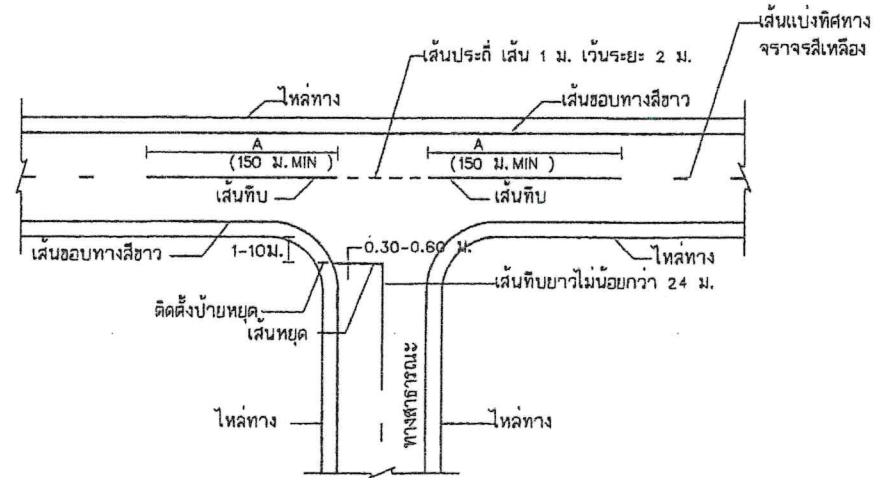 เส้นแบ่งทิศทาง
จราจรสีเหลือง
เส้นประถี่ เส้น 1 ม. เว้นระยะ 2 ม.
ไหล่ทาง
เส้นขอบทางสีขาว
A
(150 ม.MIN )
A
(150 ม.MIN )
เส้นทึบ
เส้นทึบ
เส้นขอบทางสีขาว
1-10ม.
0.30-0.60 ม.
ไหล่ทาง
เส้นทึบยาวไม่น้อยกว่า 24 ม.
ติดตั้งป้ายหยุด
เส้นหยุด
ทางสาธารณะ
ไหล่ทาง
ไหล่ทาง